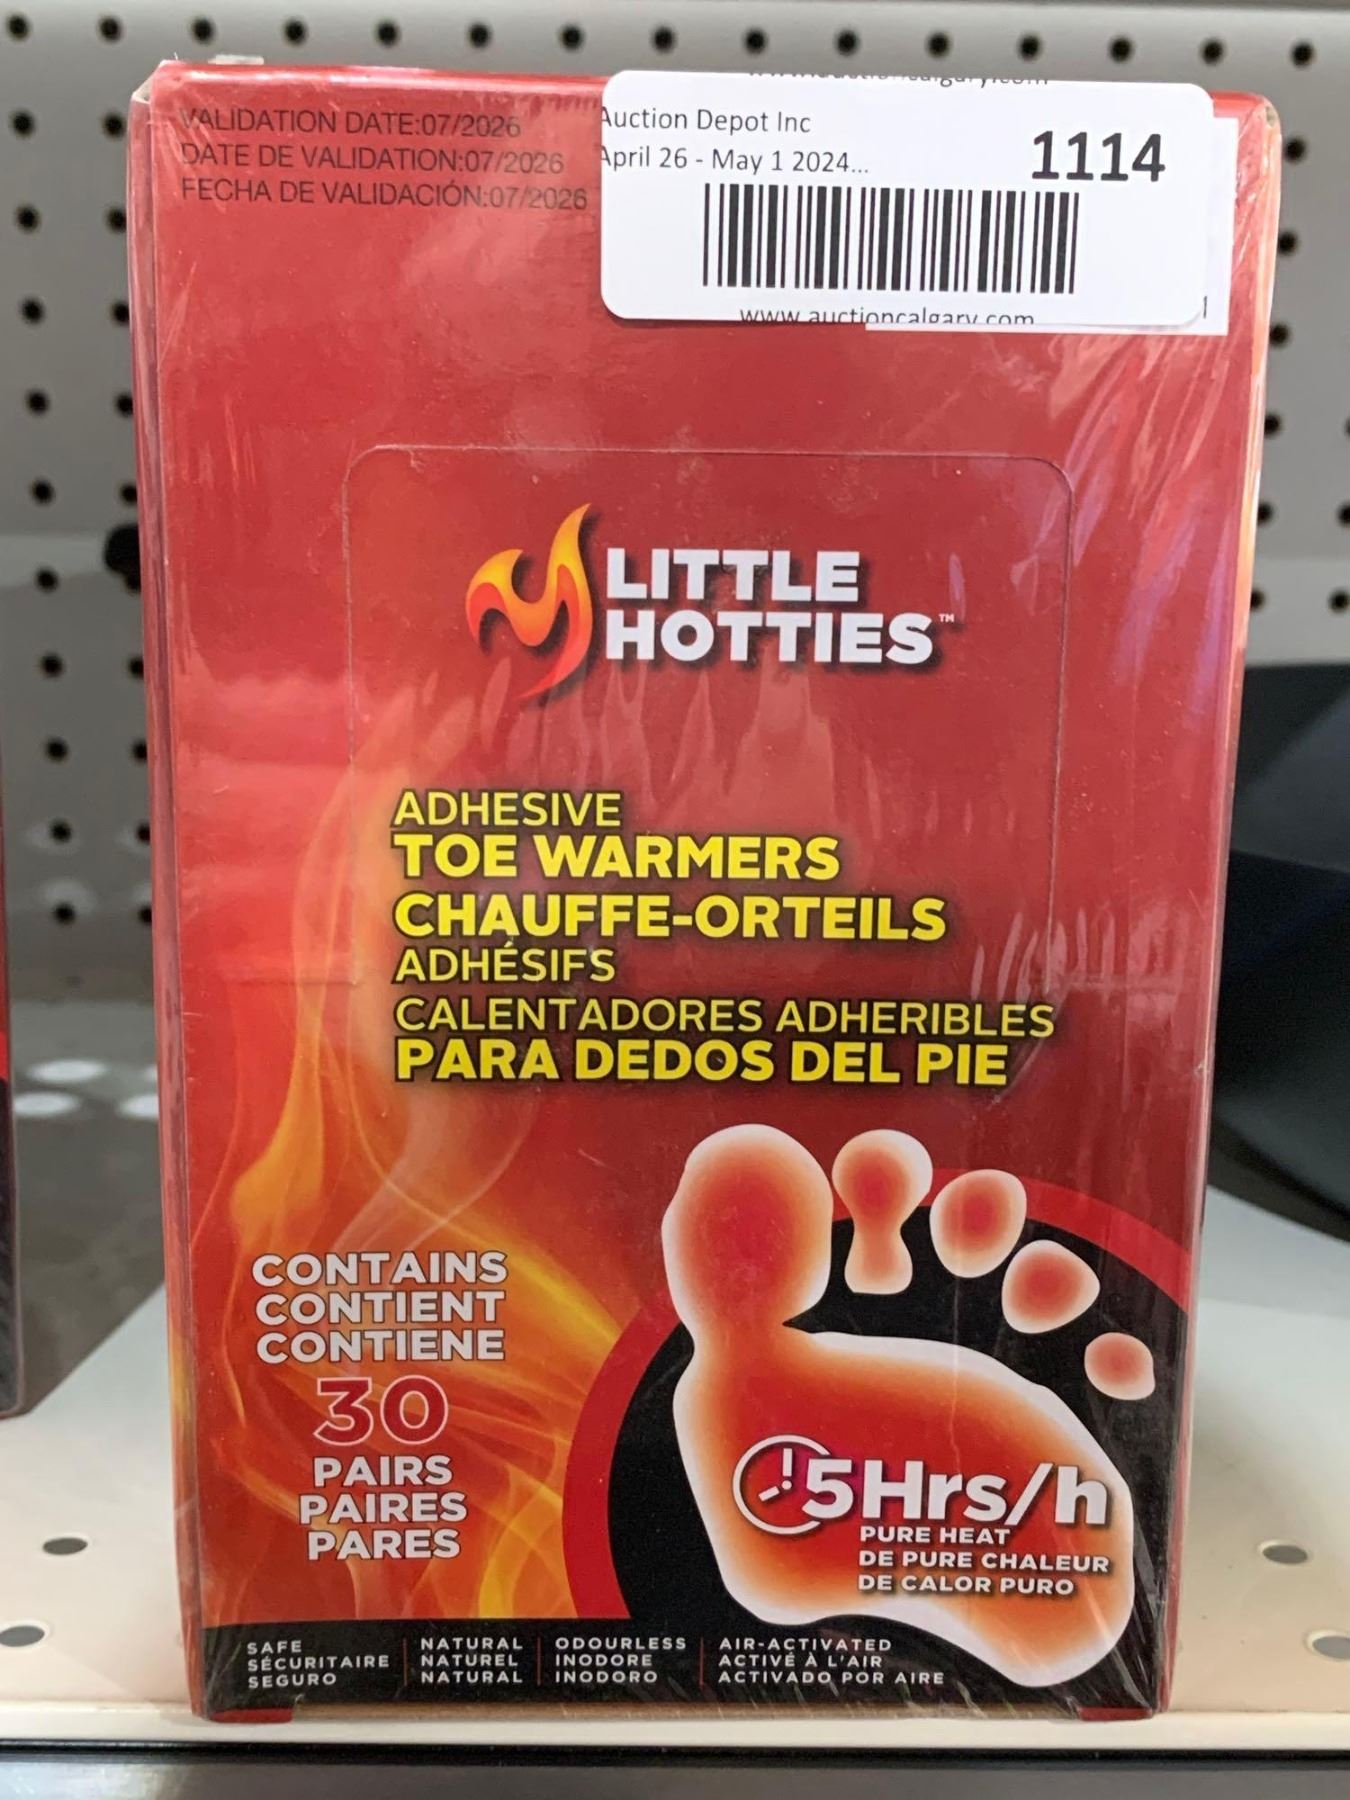 VALIDATION DATE:07/2026
DATE DE VALIDATION:07/2026
FECHA DE VALIDACIÓN:07/2026
Auction Depot Inc
April 26 - May 1 2024...
1114
www.auctioncalgary.com
LITTLE
HOTTIES™
ADHESIVE
TOE WARMERS
CHAUFFE-ORTEILS
ADHÉSIFS
CALENTADORES ADHERIBLES
PARA DEDOS DEL PIE
CONTAINS
CONTIENT
CONTIENE
30
PAIRS
PAIRES
PARES
5Hrs/h
PURE HEAT
DE PURE CHALEUR
DE CALOR PURO
SAFE
SÉCURITAIRE
SEGURO
NATURAL
NATUREL
NATURAL
ODOURLESS
INODORE
INODORO
AIR-ACTIVATED
ACTIVÉ À L'AIR
ACTIVADO POR AIRE